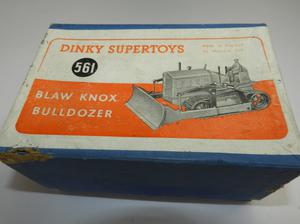 DINKY SUPERTOYS
561
BLAW KNOX
BULLDOZER